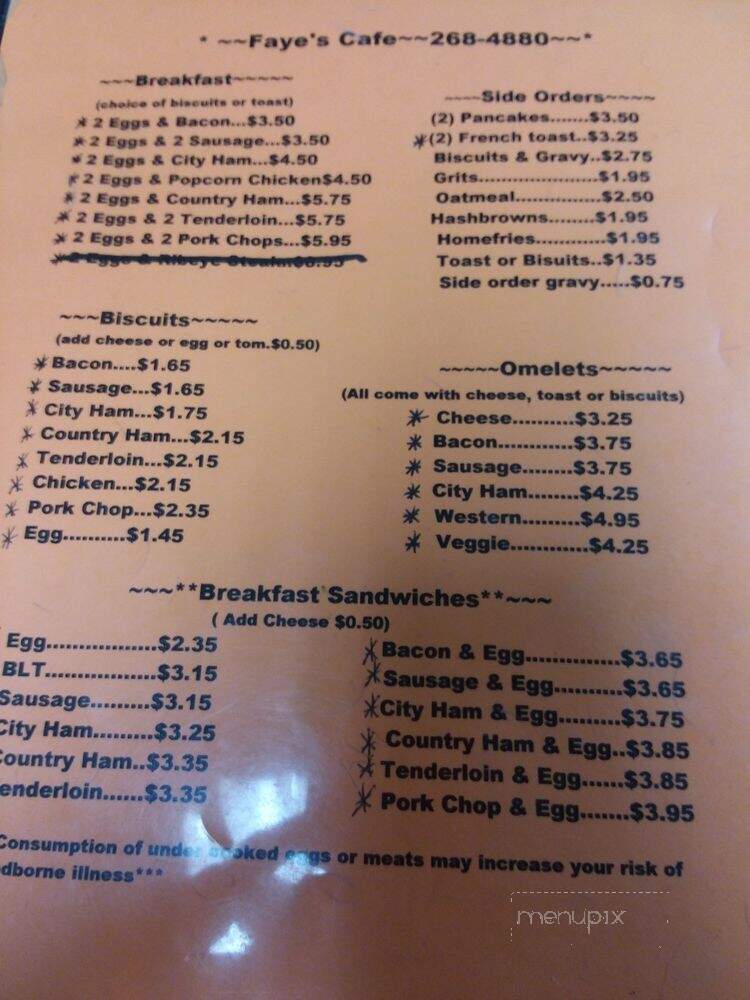 * ~~Faye's Cafe~~268-4880~~*
~~~Breakfast~~~~~
(choice of biscuits or toast)
* 2 Eggs & Bacon...$3.50
* 2 Eggs & 2 Sausage...$3.50
* 2 Eggs & City Ham...$4.50
* 2 Eggs & Popcorn Chicken$4.50
* 2 Eggs & Country Ham...$5.75
* 2 Eggs & 2 Tenderloin...$5.75
* 2 Eggs & 2 Pork Chops...$5.95
* 2 Eggs & Ribeye Steak
~~~~Side Orders~~~~~
(2) Pancakes.......$3.50
*(2) French toast..$3.25
Biscuits & Gravy..$2.75
Grits.....................$1.95
Oatmeal...............$2.50
Hashbrowns........$1.95
Homefries.............$1.95
Toast or Bisuits..$1.35
Side order gravy.....$0.75
~~~Biscuits~~~~~
(add cheese or egg or tom.$0.50)
*Bacon....$1.65
*Sausage...$1.65
*City Ham...$1.75
*Country Ham...$2.15
*Tenderloin...$2.15
*Chicken...$2.15
*Pork Chop...$2.35
*Egg..........$1.45
~~~~~Omelets~~~~~
(All come with cheese, toast or biscuits)
* Cheese..........$3.25
* Bacon............$3.75
* Sausage........$3.75
* City Ham........$4.25
* Western.........$4.95
* Veggie............$4.25
~~~**Breakfast Sandwiches**~~~
( Add Cheese $0.50)
Egg..................$2.35
BLT..................$3.15
Sausage..........$3.15
City Ham..........$3.25
Country Ham..$3.35
enderloin......$3.35
*Bacon & Egg..............$3.65
*Sausage & Egg..........$3.65
*City Ham & Egg.........$3.75
* Country Ham & Egg..$3.85
*Tenderloin & Egg......$3.85
* Pork Chop & Egg.......$3.95
Consumption of under cooked eggs or meats may increase your risk of
dborne illness***
menupix